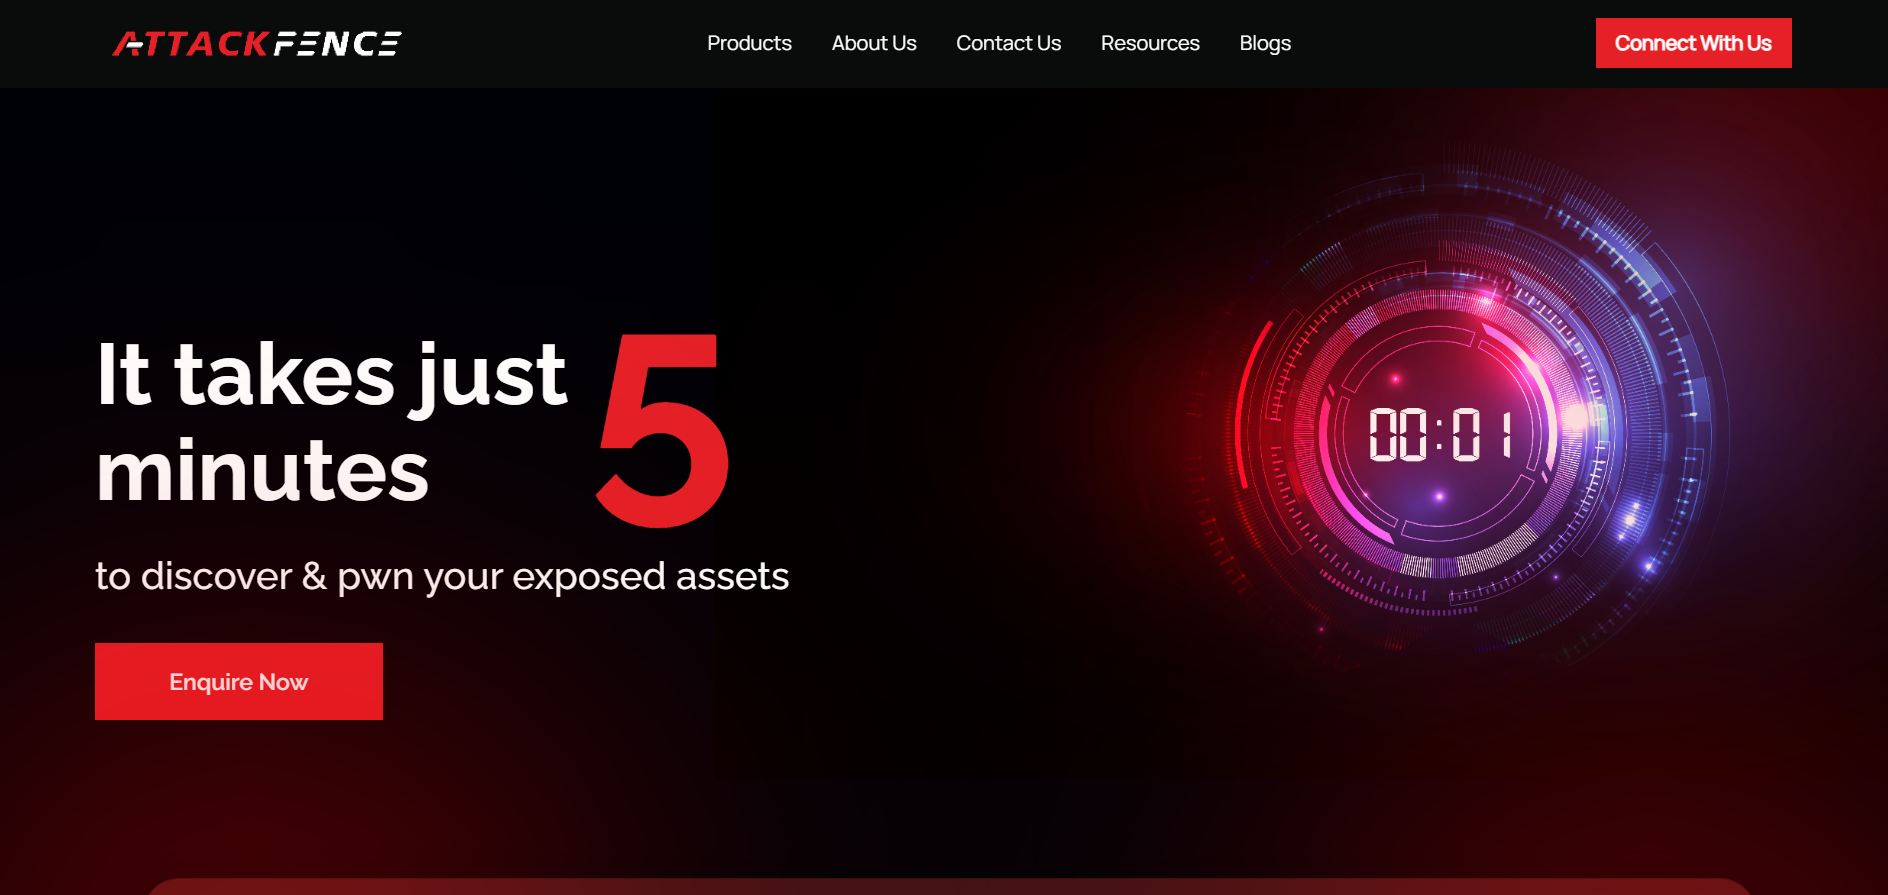 ATTACKFENCE
Products
About Us
Contact Us
Resources
Blogs
Connect With Us
It takes just 5
minutes
to discover & pwn your exposed assets
Enquire Now
00:01